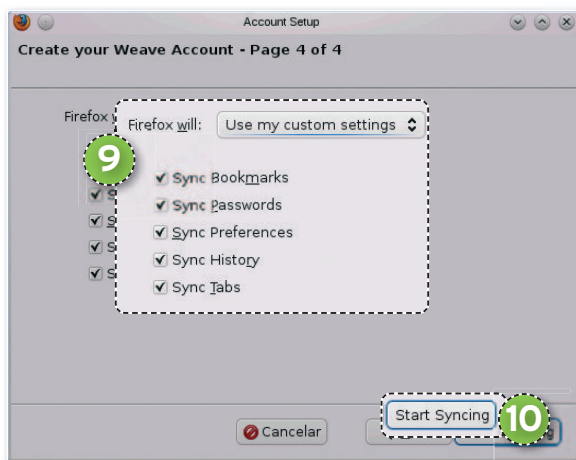 Account Setup
Create your Weave Account - Page 4 of 4
Firefox
Firefox will: Use my custom settings
9
Sync Bookmarks
Sync Passwords
Sync Preferences
Sync History
Sync Tabs
Start Syncing 10
Cancelar